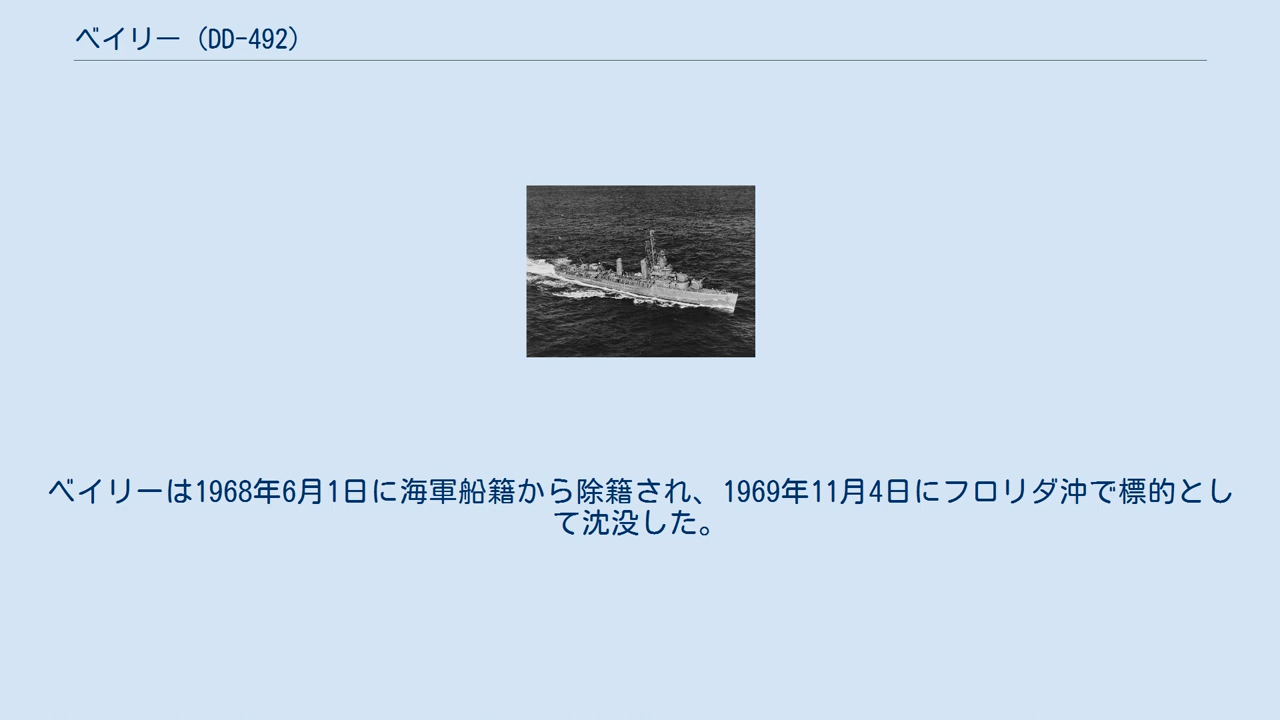 ベイリー（DD-492）
ベイリーは1968年6月1日に海軍船籍から除籍され、1969年11月4日にフロリダ沖で標的とし
て沈没した。